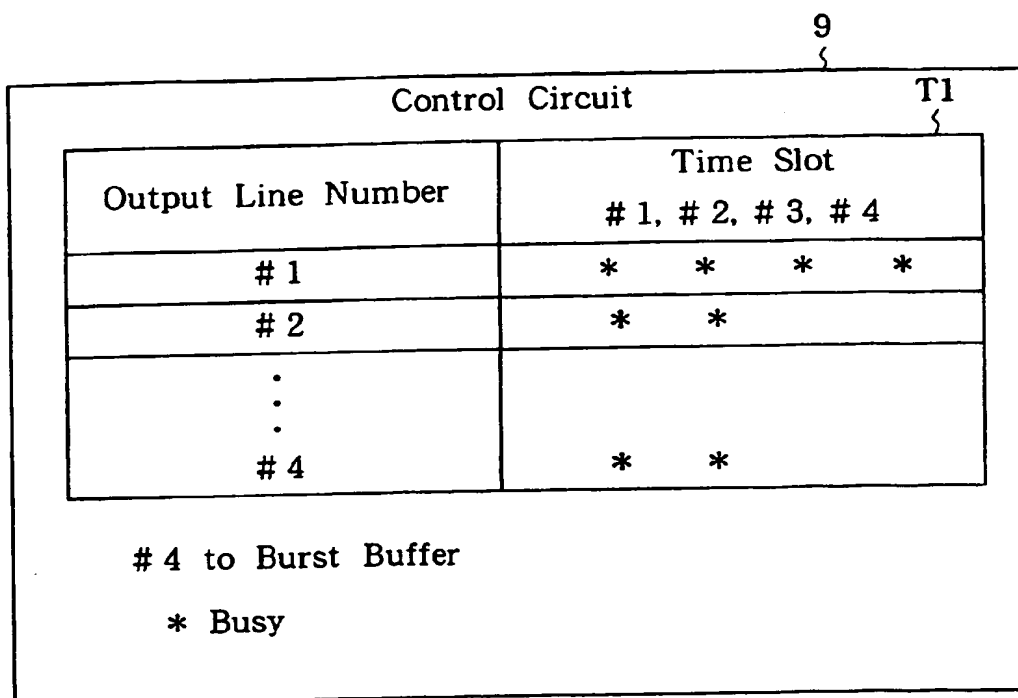 9
Control Circuit
T1
Output Line Number
Time Slot
# 1, # 2, # 3, # 4
# 1 * * * *
# 2 * *
# 4 * *
# 4 to Burst Buffer
* Busy